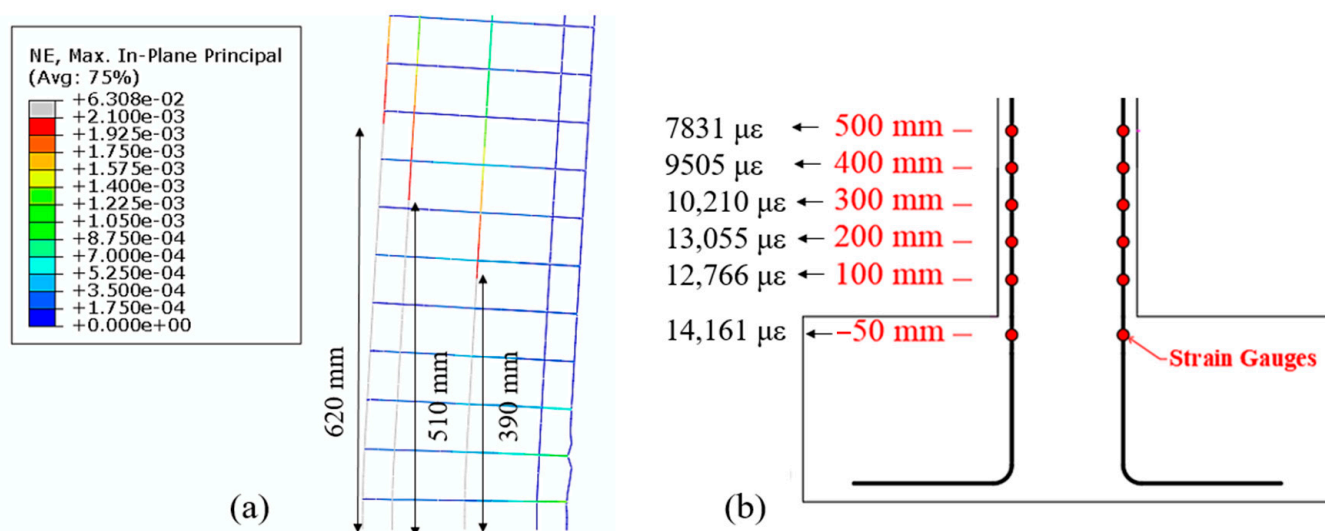 NE, Max. In-Plane Principal
(Avg: 75%)
+6.308e-02
+2.100e-03
+1.925e-03
+1.750e-03
+1.575e-03
+1.400e-03
+1.225e-03
+1.050e-03
+8.750e-04
+7.000e-04
+5.250e-04
+3.500e-04
+1.750e-04
+0.000e+00
620 mm
510 mm
390 mm
(a)
7831 με 500 mm
9505 με 400 mm
10,210 με 300 mm
13,055 με 200 mm
12,766 με 100 mm
14,161 με −50 mm
Strain Gauges
(b)